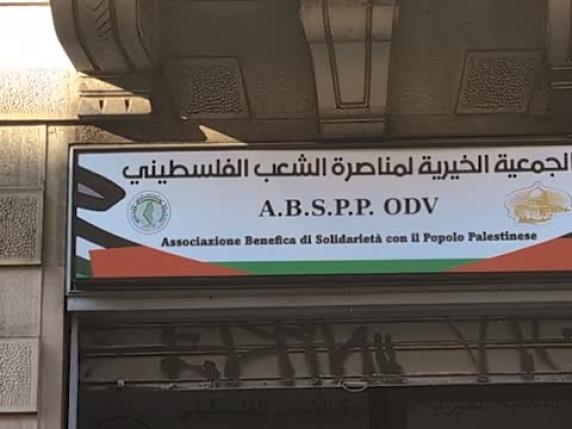 الجمعية الخيرية لمناصرة الشعب الفلسطيني
A.B.S.P.P. ODV
Associazione Benefica di Solidarietà con il Popolo Palestinese